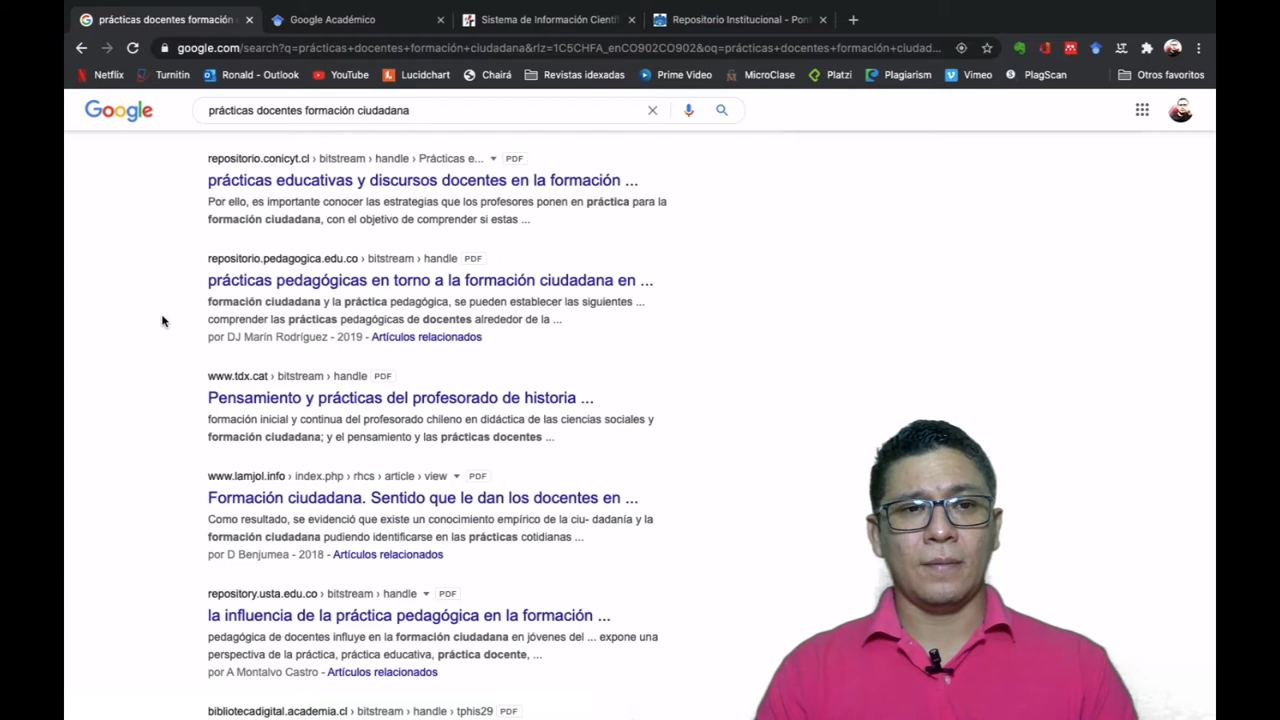 prácticas docentes formación
Google Académico
Sistema de Información Científ
Repositorio Institucional - Pont
google.com/search?q=prácticas+docentes+formación+ciudadana&rlz=1C5CHFA_enCO902CO902&oq=prácticas+docentes+formación+ciudad...
Netflix
Turnitin
Ronald - Outlook
YouTube
Lucidchart
Chairá
Revistas idexadas
Prime Video
MicroClase
Platzi
Plagiarism
Vimeo
PlagScan
Otros favoritos
Google
prácticas docentes formación ciudadana
repositorio.conicyt.cl › bitstream › handle › Prácticas e... PDF
prácticas educativas y discursos docentes en la formación ...
Por ello, es importante conocer las estrategias que los profesores ponen en práctica para la
formación ciudadana, con el objetivo de comprender si estas ...
repositorio.pedagogica.edu.co › bitstream › handle PDF
prácticas pedagógicas en torno a la formación ciudadana en ...
formación ciudadana y la práctica pedagógica, se pueden establecer las siguientes ...
comprender las prácticas pedagógicas de docentes alrededor de la ...
por DJ Marín Rodríguez - 2019 - Artículos relacionados
www.tdx.cat › bitstream › handle PDF
Pensamiento y prácticas del profesorado de historia ...
formación inicial y continua del profesorado chileno en didáctica de las ciencias sociales y
formación ciudadana; y el pensamiento y las prácticas docentes ...
www.lamjol.info › index.php › rhcs › article › view PDF
Formación ciudadana. Sentido que le dan los docentes en ...
Como resultado, se evidenció que existe un conocimiento empírico de la ciu- dadanía y la
formación ciudadana pudiendo identificarse en las prácticas cotidianas ...
por D Benjumea - 2018 - Artículos relacionados
repository.usta.edu.co › bitstream › handle PDF
la influencia de la práctica pedagógica en la formación ...
pedagógica de docentes influye en la formación ciudadana en jóvenes del ... expone una
perspectiva de la práctica, práctica educativa, práctica docente, ...
por A Montalvo Castro - Artículos relacionados
bibliotecadigital.academia.cl › bitstream › handle › tphis29 PDF